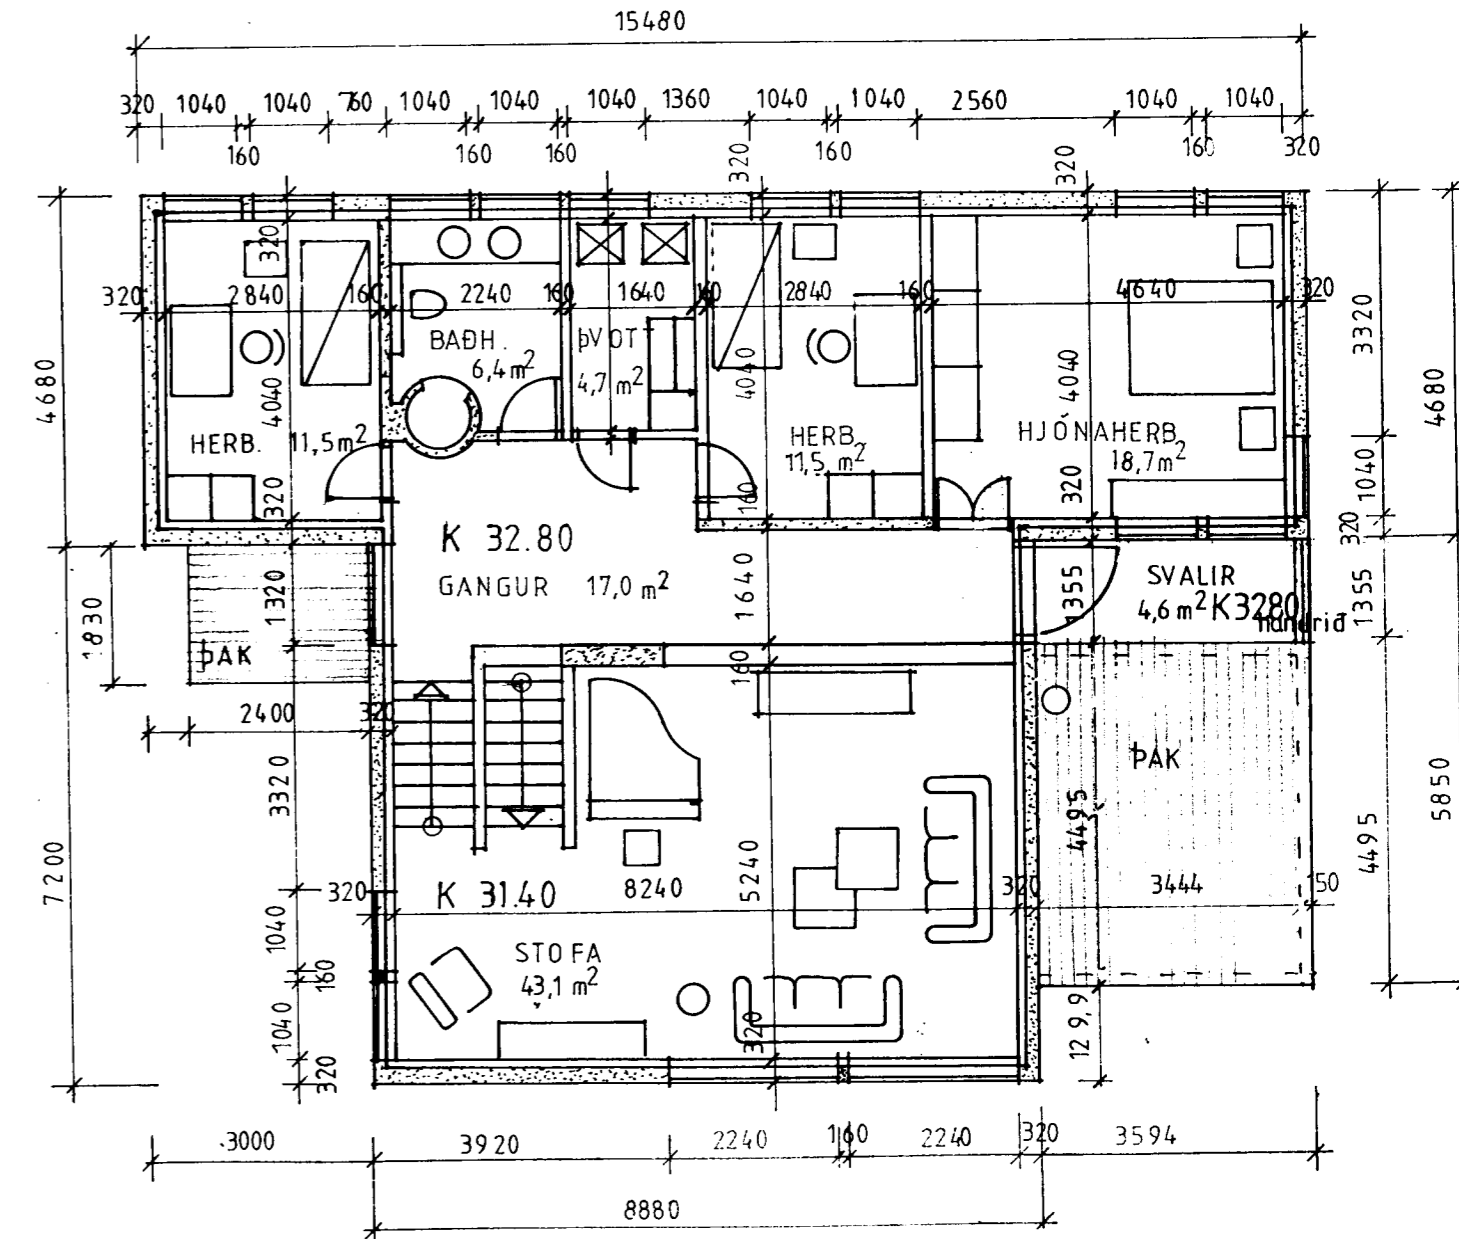 15480
320 1040 1040 760 1040 1040 1040 1360 1040 1040 2560 1040 1040
160 160 160 320 160 320 160 320
320
320 2840 160 2240 160 1640 160 2840 160 4640 320
4680
3320
4680
BAÐH.
6,4 m²
ÞVOT
4,7 m²
4040
4040
4040
HERB. 11,5 m²
HERB.
11,5 m²
HJÓNAHERB.
18,7 m²
1040
320
160
320
320
K 32.80
GANGUR 17,0 m²
1320
1640
1355
SVALIR
4,6 m² K3280
handrið
1355
1830
ÞAK
160
2400 320
3320
ÞAK
5850
4495
4495
7200
5240
320 K 31.40 8240 320 3444 150
1040
160
1040
320
STOFA
43,1 m²
320
129,9
3000 3920 2240 160 2240 320 3594
8880